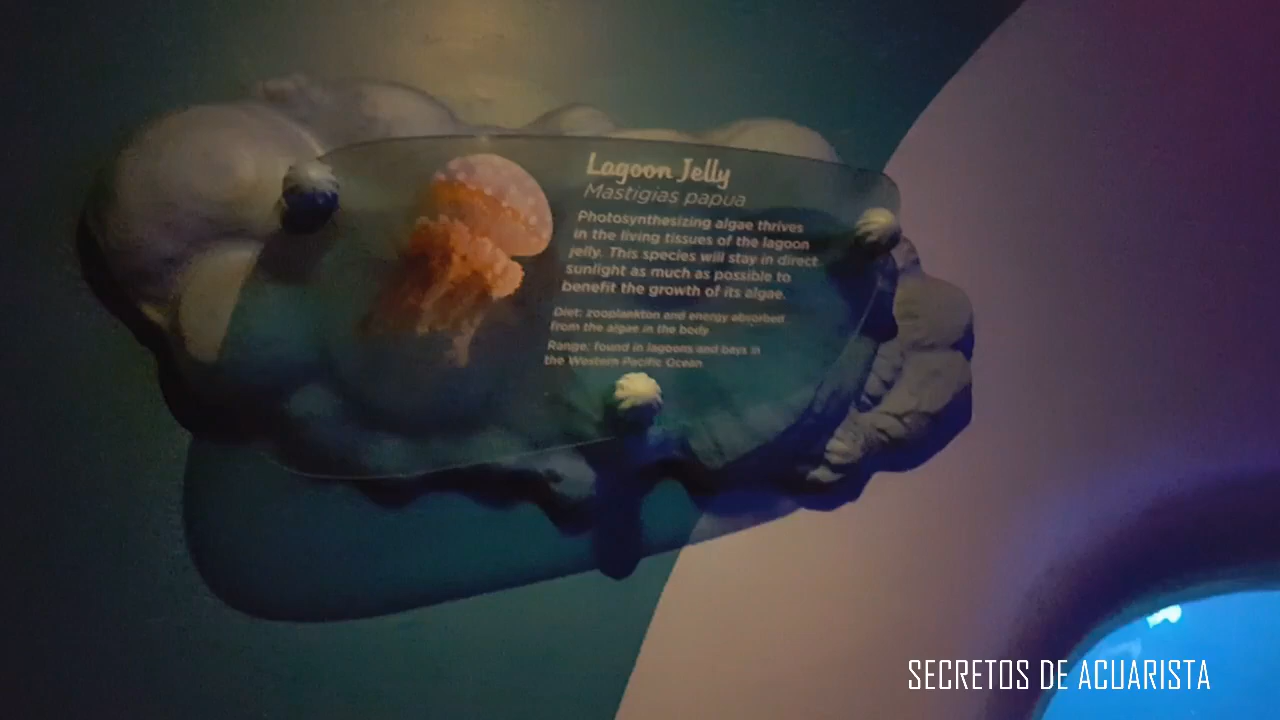 Lagoon Jelly
Mastigias papua
Photosynthesizing algae thrives
in the living tissues of the lagoon
jelly. This species will stay in direct
sunlight as much as possible to
benefit the growth of its algae.
Diet: zooplankton and energy absorbed
from the algae in the body
Range: found in lagoons and bays in
the Western Pacific Ocean
SECRETOS DE ACUARISTA